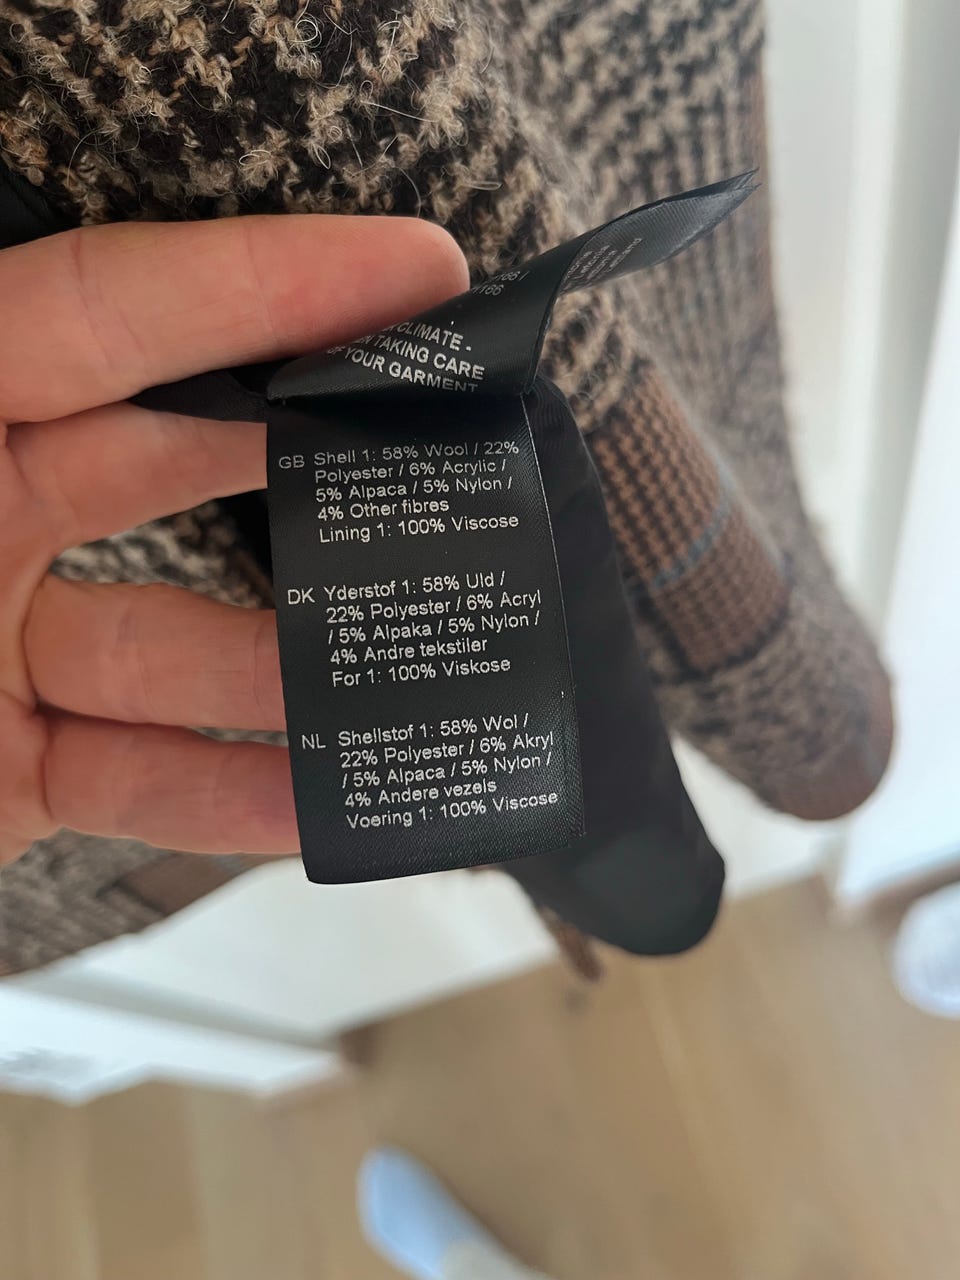 166 /
166
CLIMATE -
TAKING CARE
YOUR GARMENT
GB Shell 1: 58% Wool / 22%
Polyester / 6% Acrylic /
5% Alpaca / 5% Nylon /
4% Other fibres
Lining 1: 100% Viscose
DK Yderstof 1: 58% Uld /
22% Polyester / 6% Acryl
/ 5% Alpaka / 5% Nylon /
4% Andre tekstiler
For 1: 100% Viskose
NL Shellstof 1: 58% Wol /
22% Polyester / 6% Akryl
/ 5% Alpaca / 5% Nylon /
4% Andere vezels
Voering 1: 100% Viscose